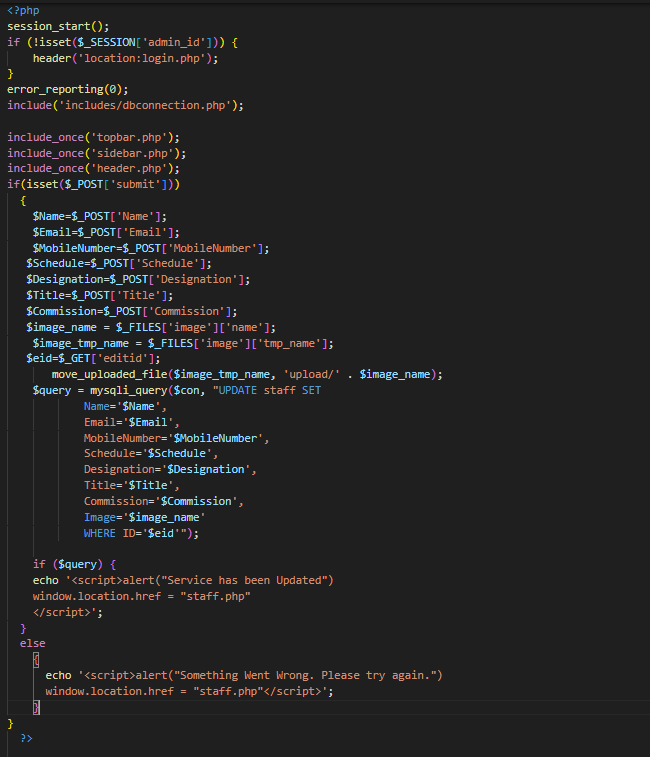 <?php
session_start();
if (!isset($_SESSION['admin_id'])) {
header('location:login.php');
}
error_reporting(0);
include('includes/dbconnection.php');
include_once('topbar.php');
include_once('sidebar.php');
include_once('header.php');
if(isset($_POST['submit']))
{
$Name=$_POST['Name'];
$Email=$_POST['Email'];
$MobileNumber=$_POST['MobileNumber'];
$Schedule=$_POST['Schedule'];
$Designation=$_POST['Designation'];
$Title=$_POST['Title'];
$Commission=$_POST['Commission'];
$image_name = $_FILES['image']['name'];
$image_tmp_name = $_FILES['image']['tmp_name'];
$eid=$_GET['editid'];
move_uploaded_file($image_tmp_name, 'upload/' . $image_name);
$query = mysqli_query($con, "UPDATE staff SET
Name='$Name',
Email='$Email',
MobileNumber='$MobileNumber',
Schedule='$Schedule',
Designation='$Designation',
Title='$Title',
Commission='$Commission',
Image='$image_name'
WHERE ID='$eid'");
if ($query) {
echo '<script>alert("Service has been Updated")
window.location.href = "staff.php"
</script>';
}
else
{
echo '<script>alert("Something Went Wrong. Please try again.")
window.location.href = "staff.php"</script>';
}
}
?>